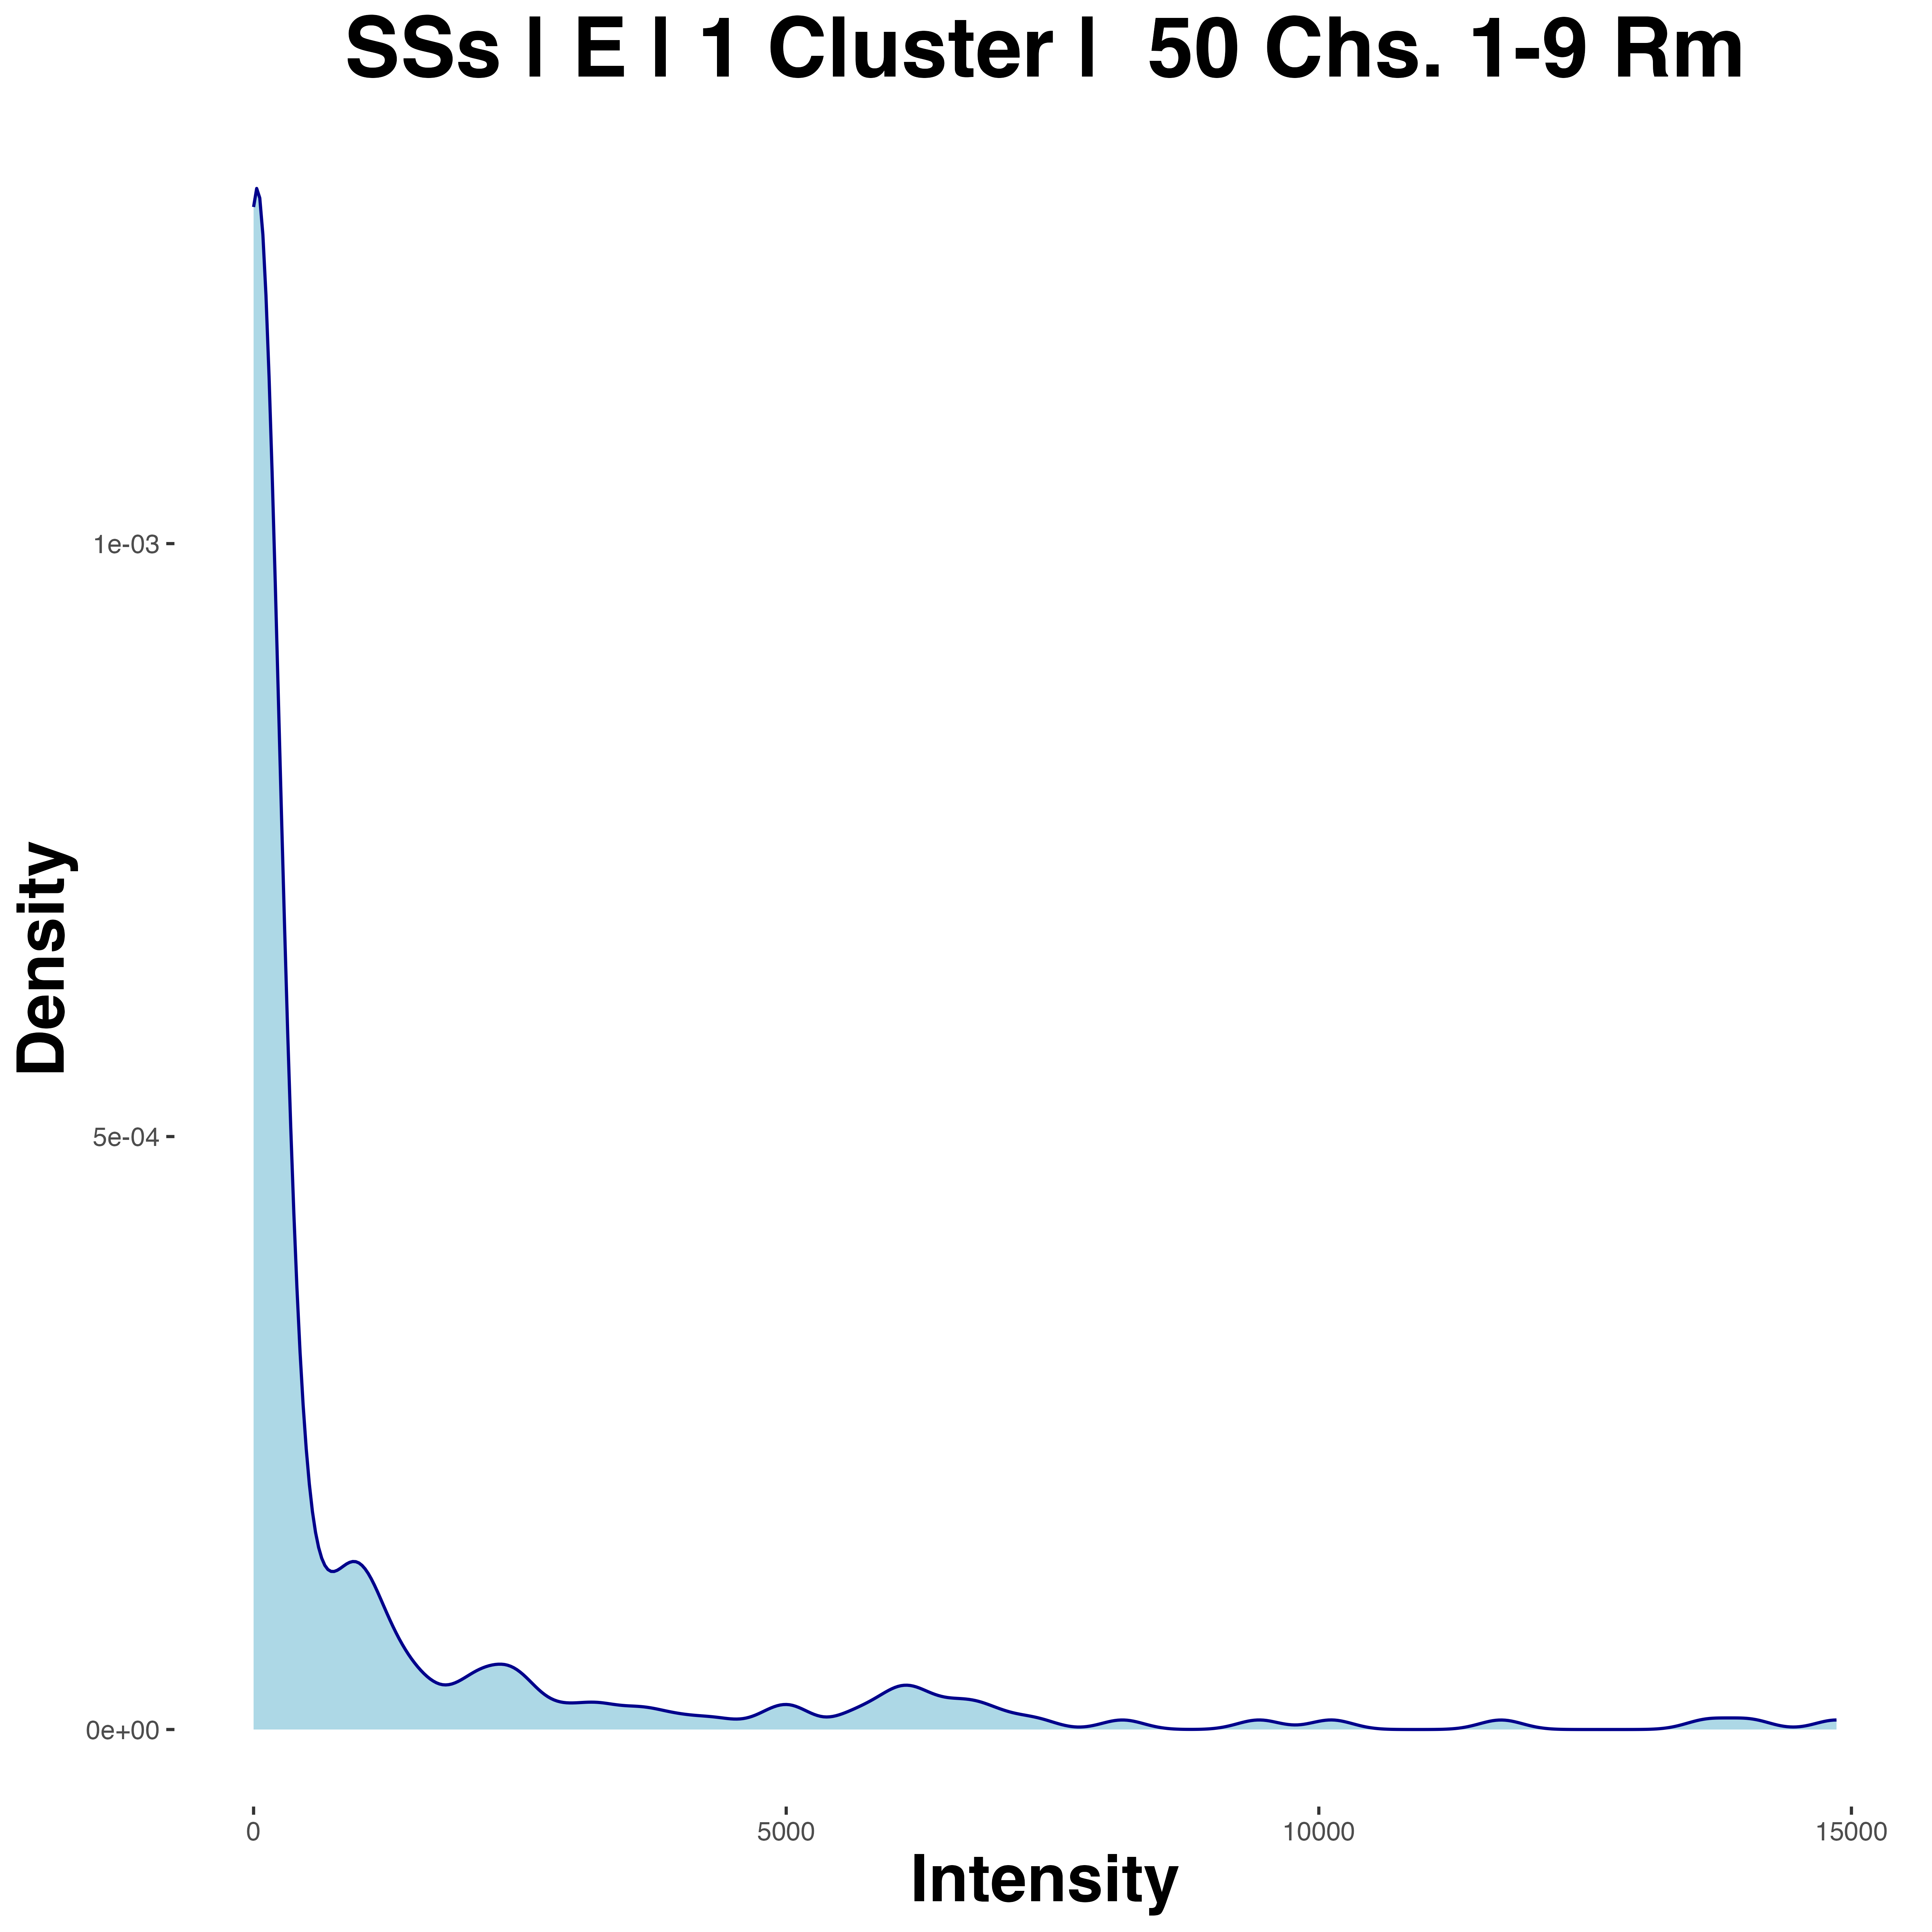 SSs | E | 1 Cluster |  50 Chs. 1-9 Rm
Density
1e-03
5e-04
0e+00
0
5000
10000
15000
Intensity